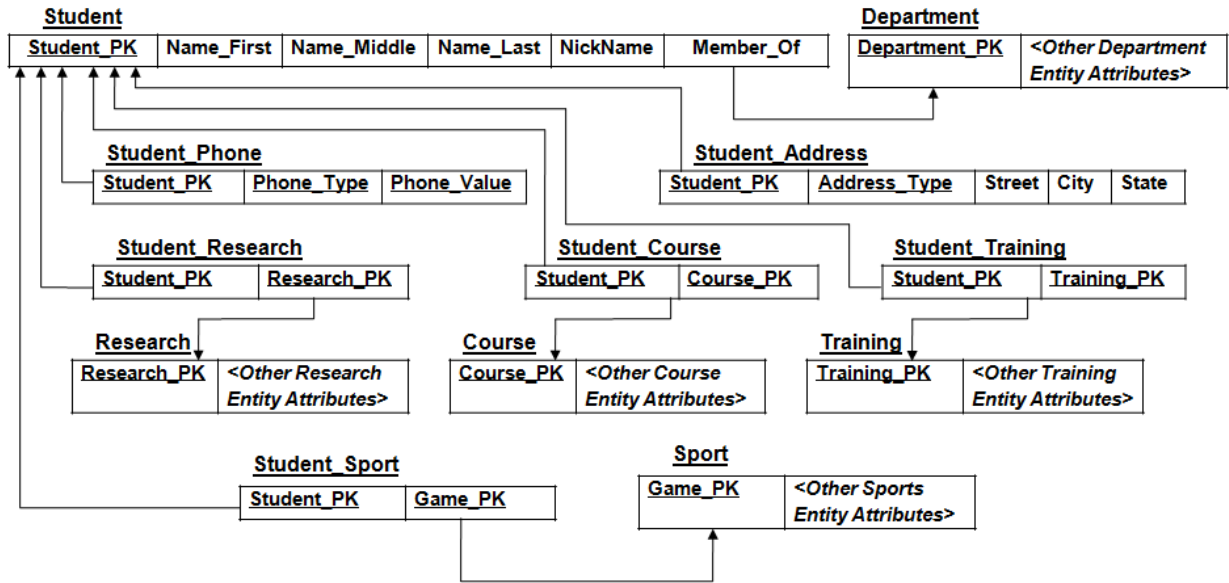 Student
Department
Student_PK Name_First Name_Middle Name_Last NickName Member_Of
Department_PK <Other Department
Entity Attributes>
Student_Phone
Student_Address
Student_PK Phone_Type Phone_Value
Student_PK Address_Type Street City State
Student_Research
Student_Course
Student_Training
Student_PK Research_PK
Student_PK Course_PK
Student_PK Training_PK
Research
Course
Training
Research_PK <Other Research
Entity Attributes>
Course_PK <Other Course
Entity Attributes>
Training_PK <Other Training
Entity Attributes>
Student_Sport
Sport
Student_PK Game_PK
Game_PK <Other Sports
Entity Attributes>